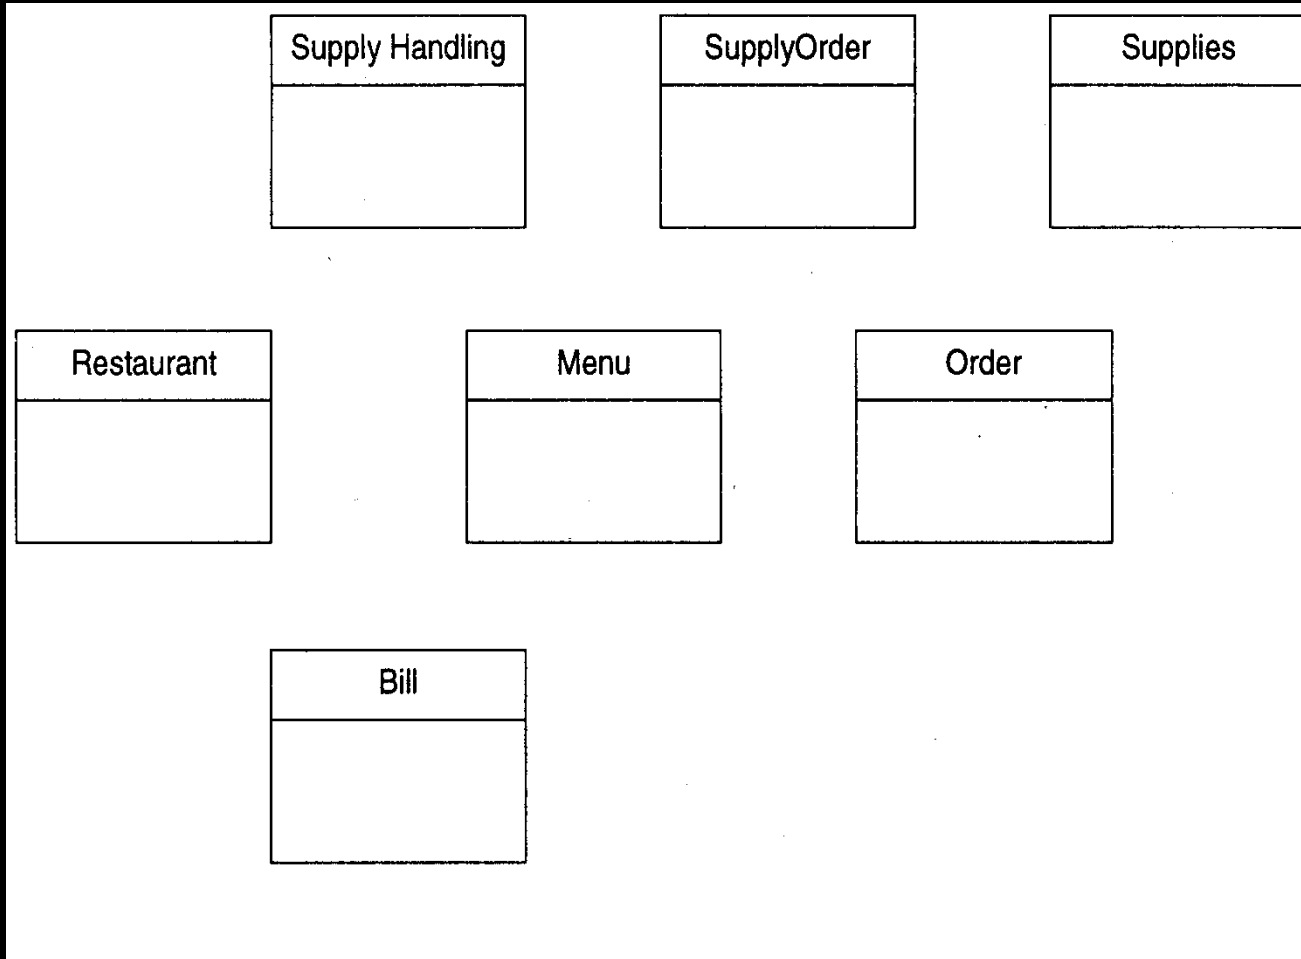 Supply Handling
SupplyOrder
Supplies
Restaurant
Menu
Order
Bill